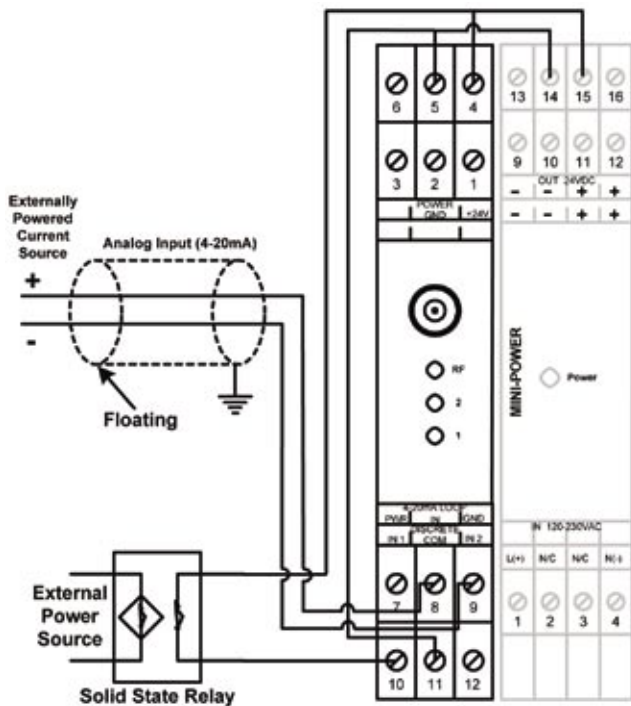 6 5 4
13 14 15 16
3 2 1
9 10 11 12
OUT 24VDC
- - + +
- - + +
POWER
GND +24V
Externally
Powered
Current
Source
+
-
Analog Input (4-20mA)
Floating
RF
2
1
MINI-POWER
Power
4-20mA LOOP
PWR IN GND
DISCRETE
IN 1 COM IN 2
IN 120-230VAC
L(+) N/C N/C N(-)
7 8 9
1 2 3 4
10 11 12
External
Power
Source
Solid State Relay